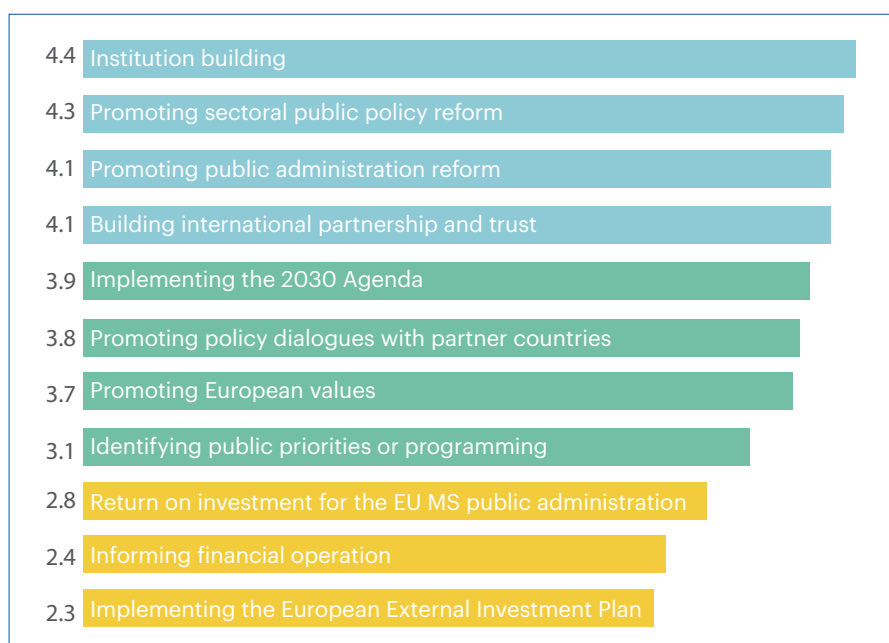 4.4 Institution building
4.3 Promoting sectoral public policy reform
4.1 Promoting public administration reform
4.1 Building international partnership and trust
3.9 Implementing the 2030 Agenda
3.8 Promoting policy dialogues with partner countries
3.7 Promoting European values
3.1 Identifying public priorities or programming
2.8 Return on investment for the EU MS public administration
2.4 Informing financial operation
2.3 Implementing the European External Investment Plan